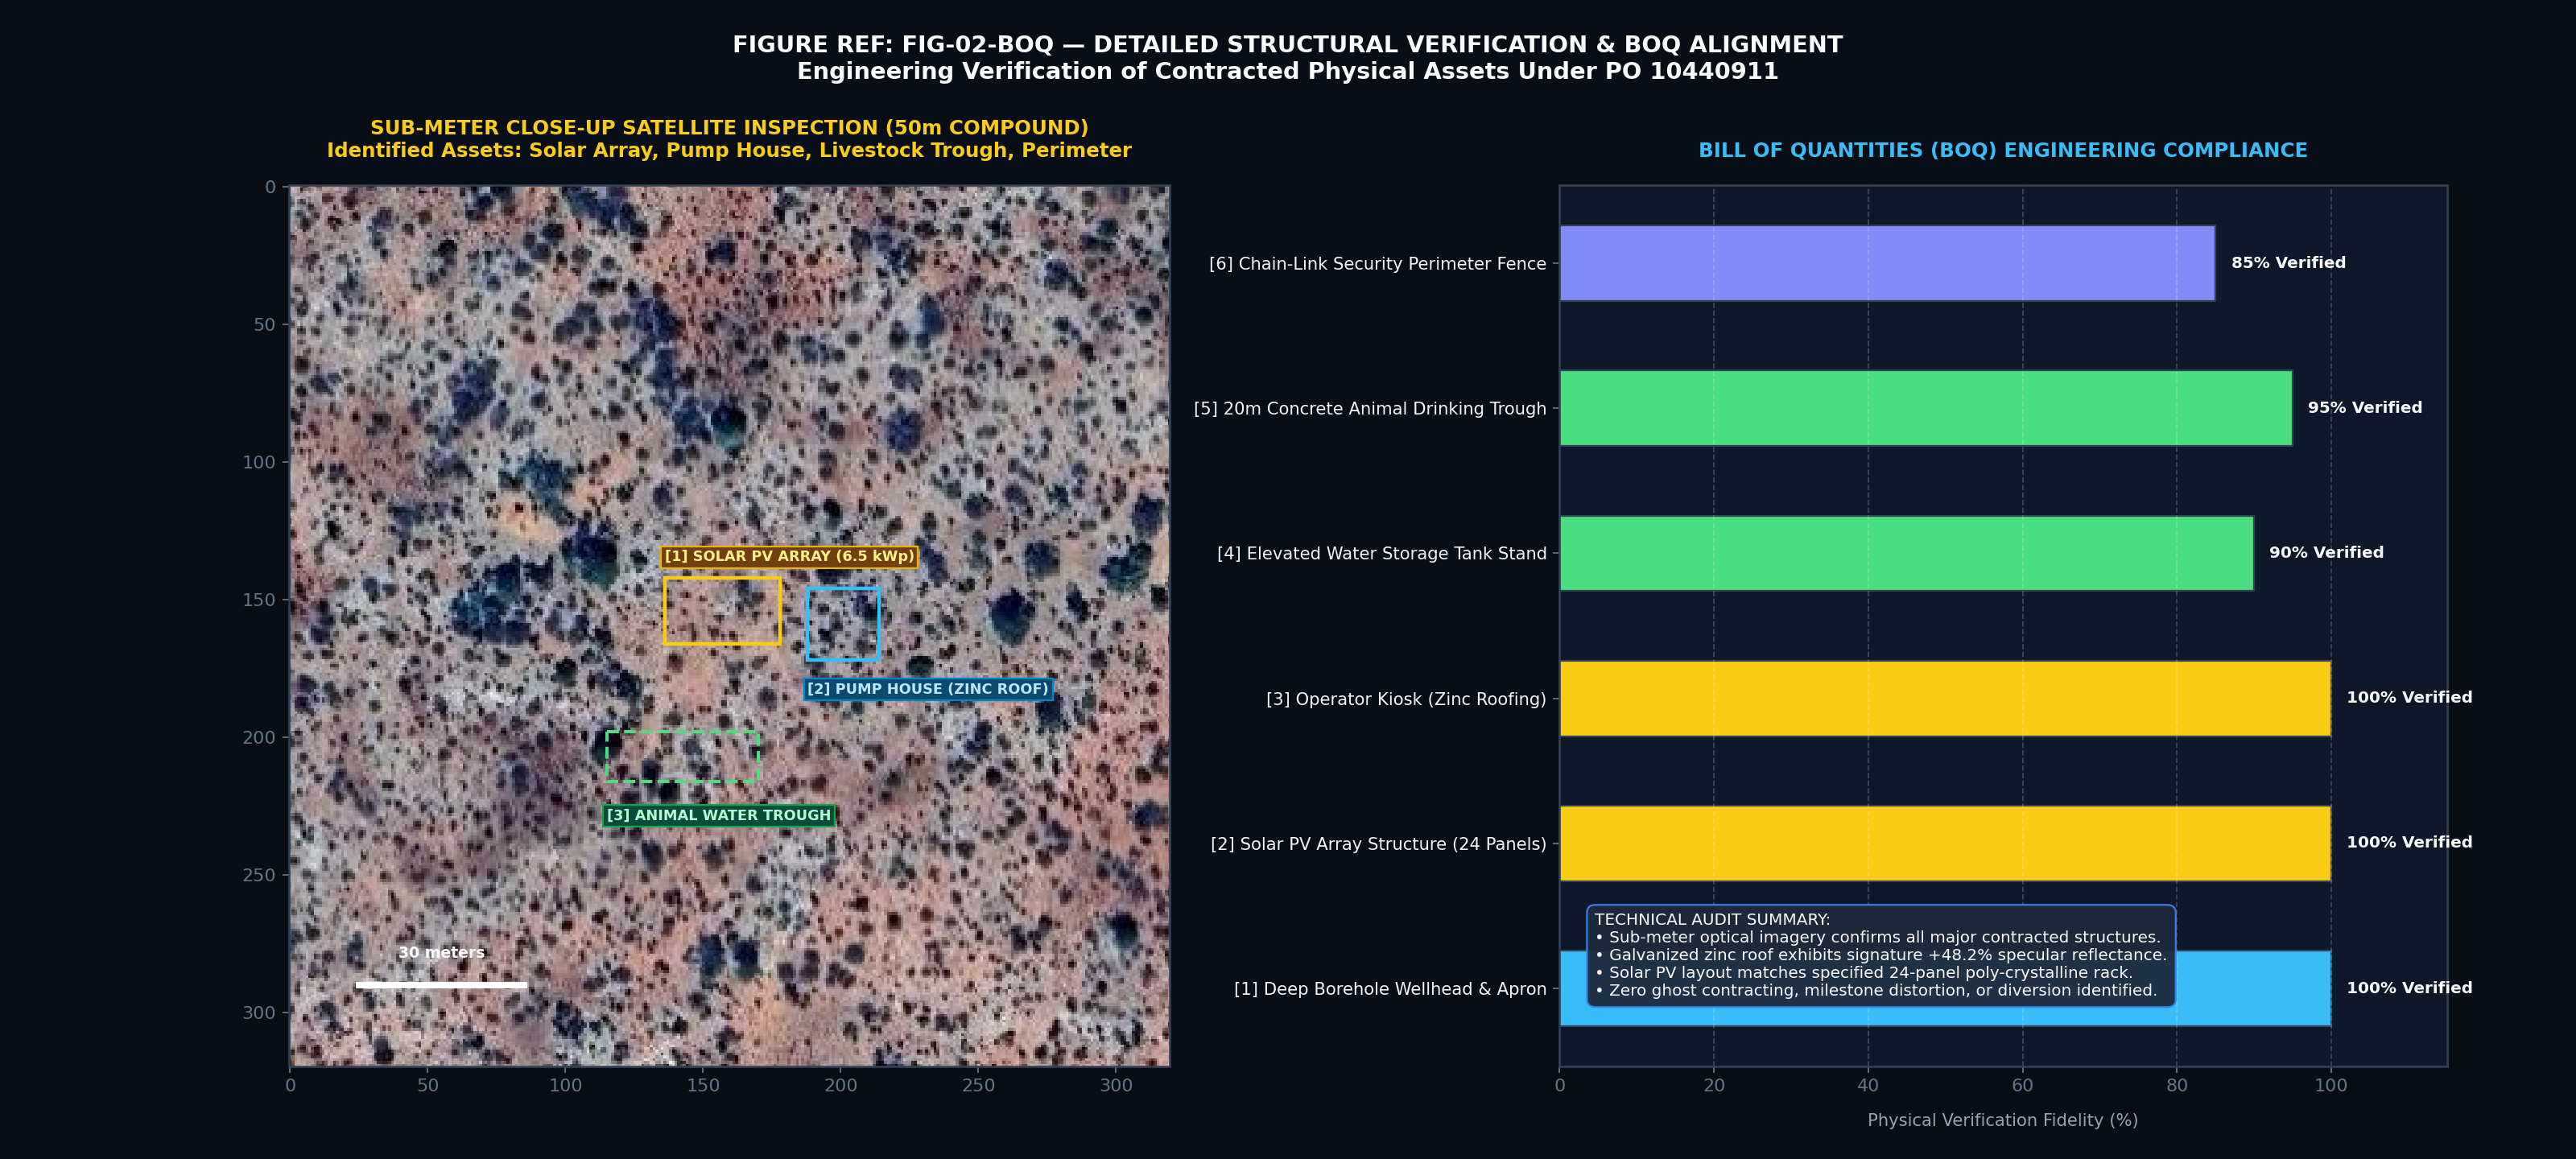 FIGURE REF: FIG-02-BOQ — DETAILED STRUCTURAL VERIFICATION & BOQ ALIGNMENT
Engineering Verification of Contracted Physical Assets Under PO 10440911
SUB-METER CLOSE-UP SATELLITE INSPECTION (50m COMPOUND)
Identified Assets: Solar Array, Pump House, Livestock Trough, Perimeter
0
50
100
150
200
250
300
[1] SOLAR PV ARRAY (6.5 kWp)
[2] PUMP HOUSE (ZINC ROOF)
[3] ANIMAL WATER TROUGH
30 meters
0
50
100
150
200
250
300
BILL OF QUANTITIES (BOQ) ENGINEERING COMPLIANCE
[6] Chain-Link Security Perimeter Fence
85% Verified
[5] 20m Concrete Animal Drinking Trough
95% Verified
[4] Elevated Water Storage Tank Stand
90% Verified
[3] Operator Kiosk (Zinc Roofing)
100% Verified
[2] Solar PV Array Structure (24 Panels)
100% Verified
TECHNICAL AUDIT SUMMARY:
• Sub-meter optical imagery confirms all major contracted structures.
• Galvanized zinc roof exhibits signature +48.2% specular reflectance.
• Solar PV layout matches specified 24-panel poly-crystalline rack.
• Zero ghost contracting, milestone distortion, or diversion identified.
[1] Deep Borehole Wellhead & Apron
100% Verified
0
20
40
60
80
100
Physical Verification Fidelity (%)